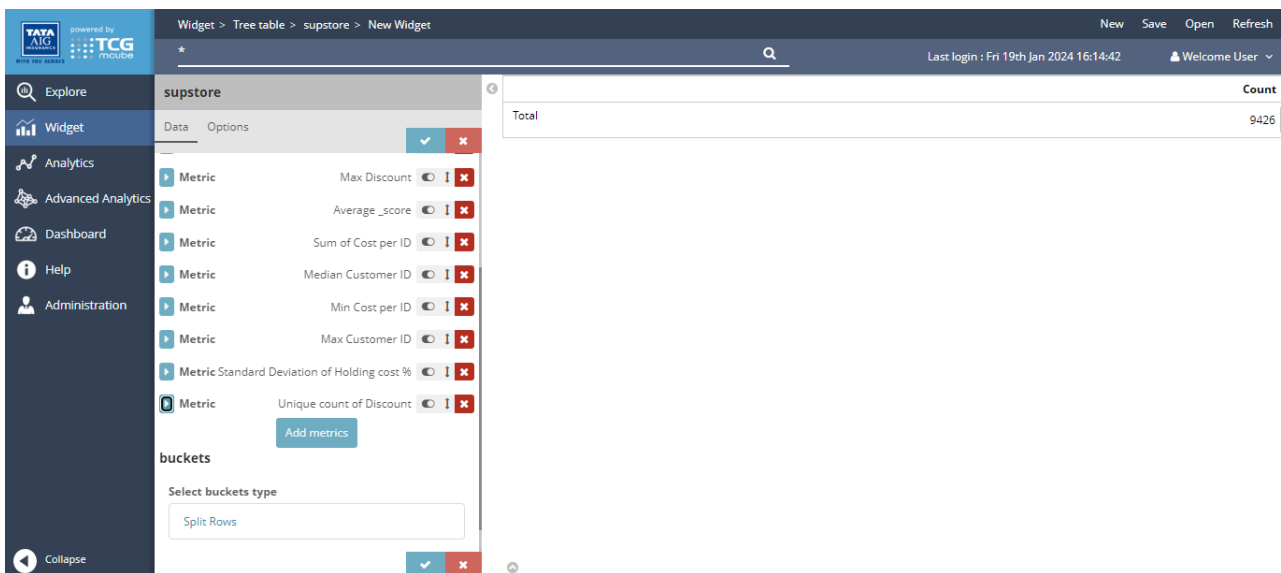 TATA
AIG
INSURANCE
WITH YOU ALWAYS
powered by
TCG
mcube
Widget > Tree table > supstore > New Widget
New Save Open Refresh
*
Last login : Fri 19th Jan 2024 16:14:42
Welcome User
Explore
Widget
Analytics
Advanced Analytics
Dashboard
Help
Administration
Collapse
supstore
Data Options
Metric Max Discount
Metric Average _score
Metric Sum of Cost per ID
Metric Median Customer ID
Metric Min Cost per ID
Metric Max Customer ID
Metric Standard Deviation of Holding cost %
Metric Unique count of Discount
Add metrics
buckets
Select buckets type
Split Rows
Count
Total 9426